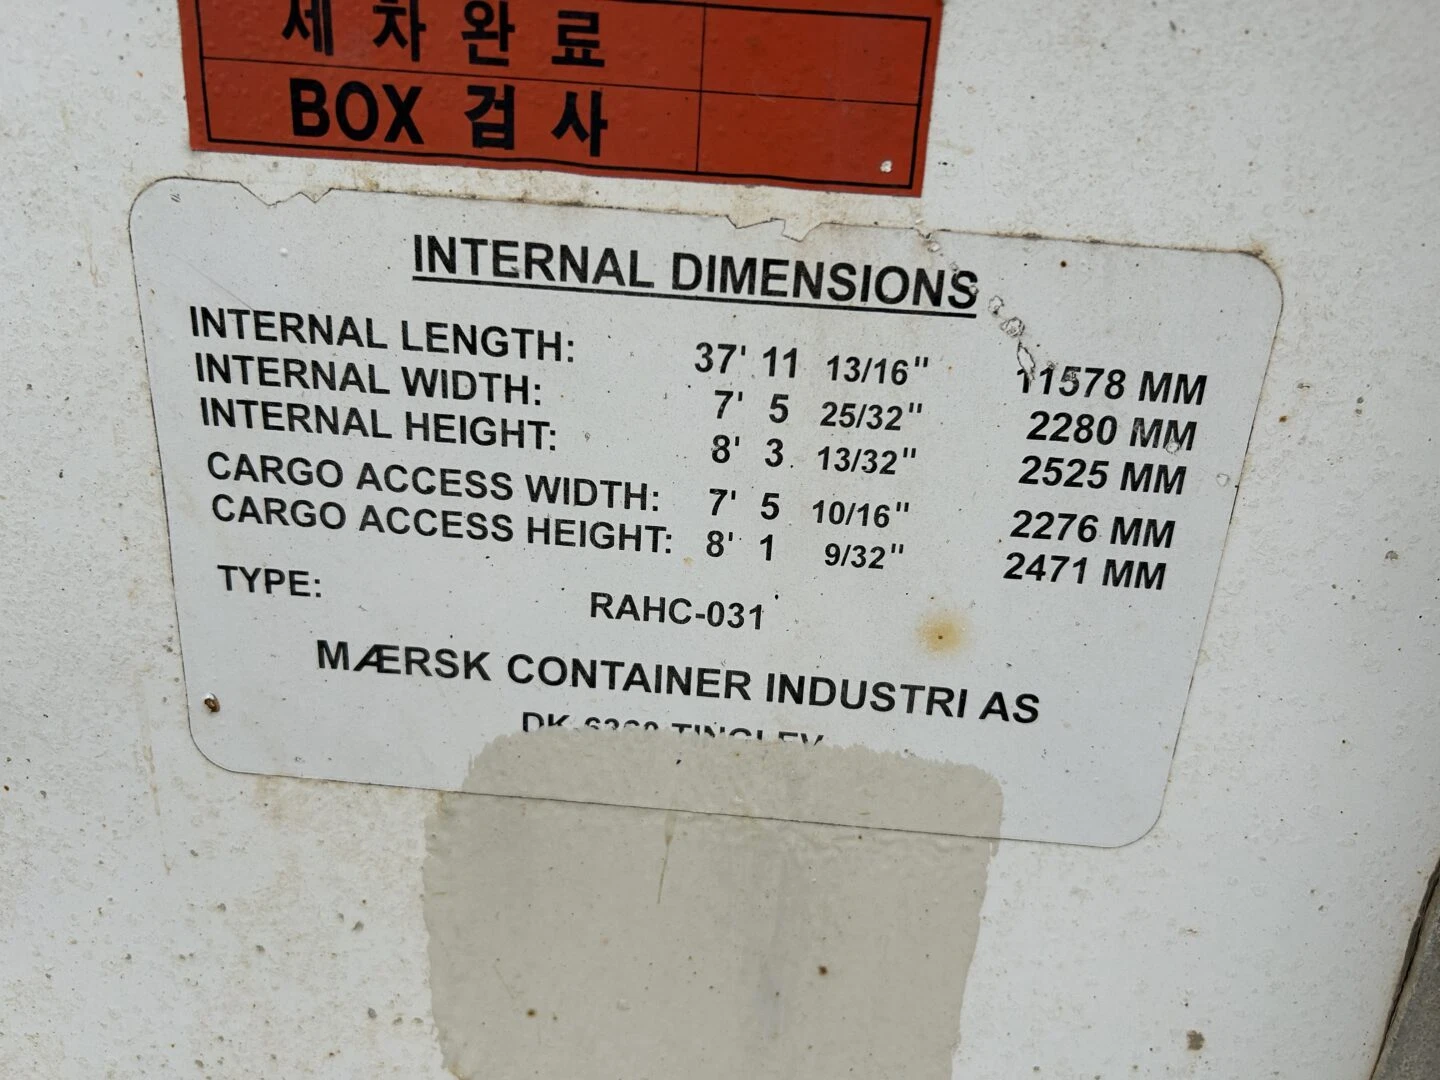 세차완료
BOX 검사
INTERNAL DIMENSIONS
INTERNAL LENGTH: 37' 11 13/16" 11578 MM
INTERNAL WIDTH: 7' 5 25/32" 2280 MM
INTERNAL HEIGHT: 8' 3 13/32" 2525 MM
CARGO ACCESS WIDTH: 7' 5 10/16" 2276 MM
CARGO ACCESS HEIGHT: 8' 1 9/32" 2471 MM
TYPE: RAHC-031
MÆRSK CONTAINER INDUSTRI AS
DK-6360 TINGLEV